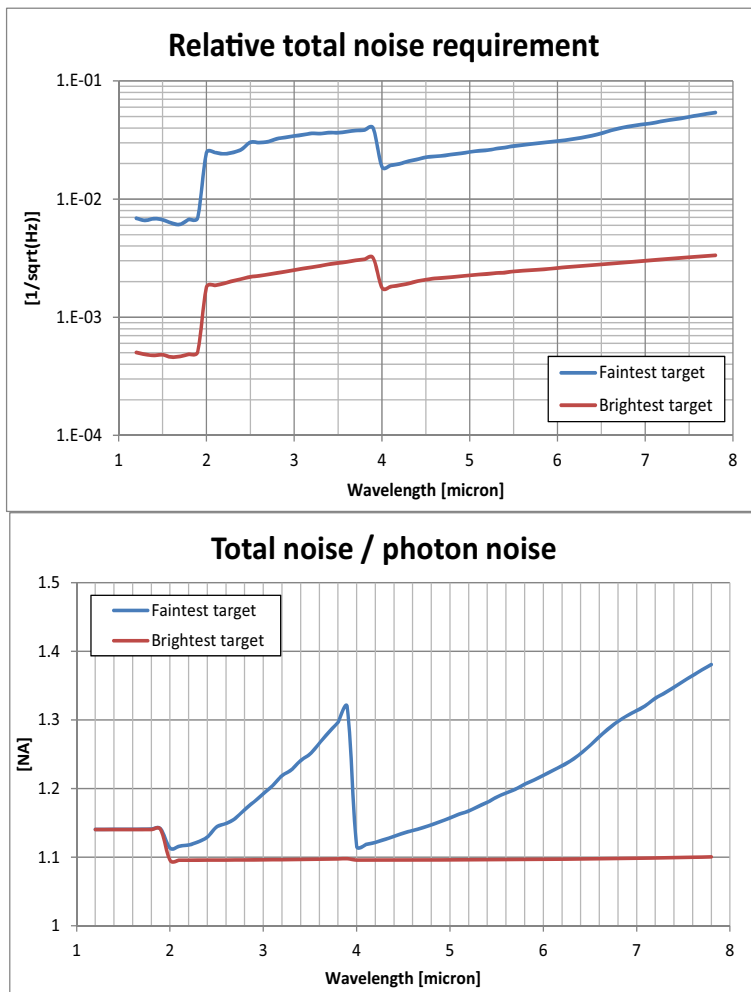 Relative total noise requirement
1.E-01
1.E-02
1.E-03
1.E-04
[1/sqrt(Hz)]
Faintest target
Brightest target
1 2 3 4 5 6 7 8
Wavelength [micron]
Total noise / photon noise
1.5
1.4
1.3
1.2
1.1
1
[NA]
Faintest target
Brightest target
1 2 3 4 5 6 7 8
Wavelength [micron]